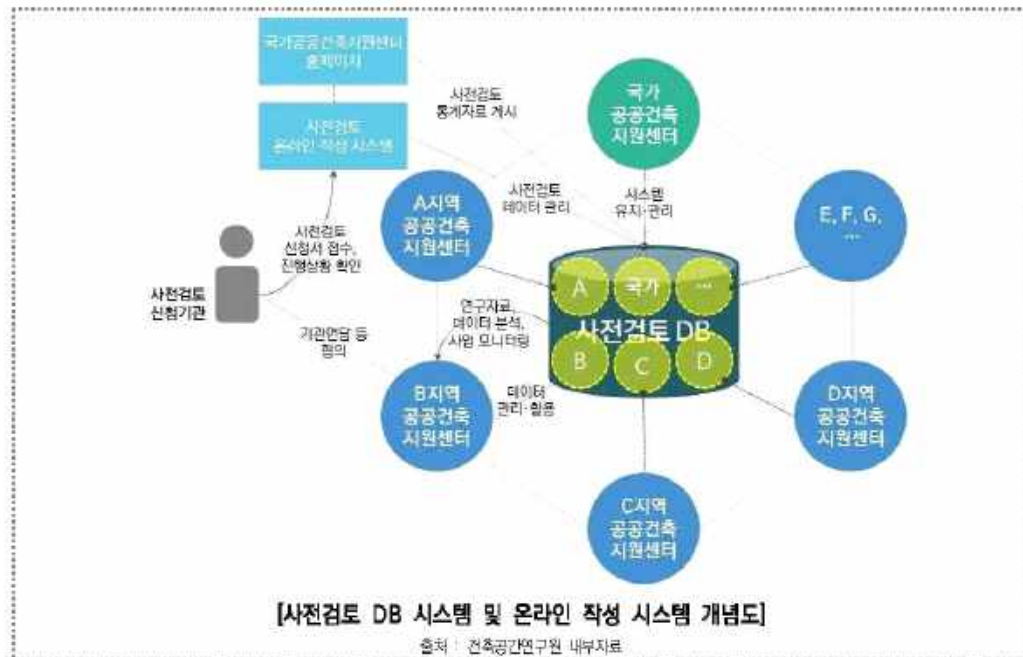 국가공공건축지원센터
홈페이지
사전검토
온라인 작성 시스템
사전검토
통계자료 게시
국가
공공건축
지원센터
사전검토
데이터 관리
시스템
유지·관리
A지역
공공건축
지원센터
E, F, G,
...
사전검토
신청서 접수,
진행상황 확인
사전검토
신청기관
A
국가
...
사전검토 DB
B
C
D
연구자료,
데이터 분석,
사업 모니터링
기관면담 등
협의
B지역
공공건축
지원센터
데이터
관리·활용
D지역
공공건축
지원센터
C지역
공공건축
지원센터
[사전검토 DB 시스템 및 온라인 작성 시스템 개념도]
출처 : 건축공간연구원 내부자료